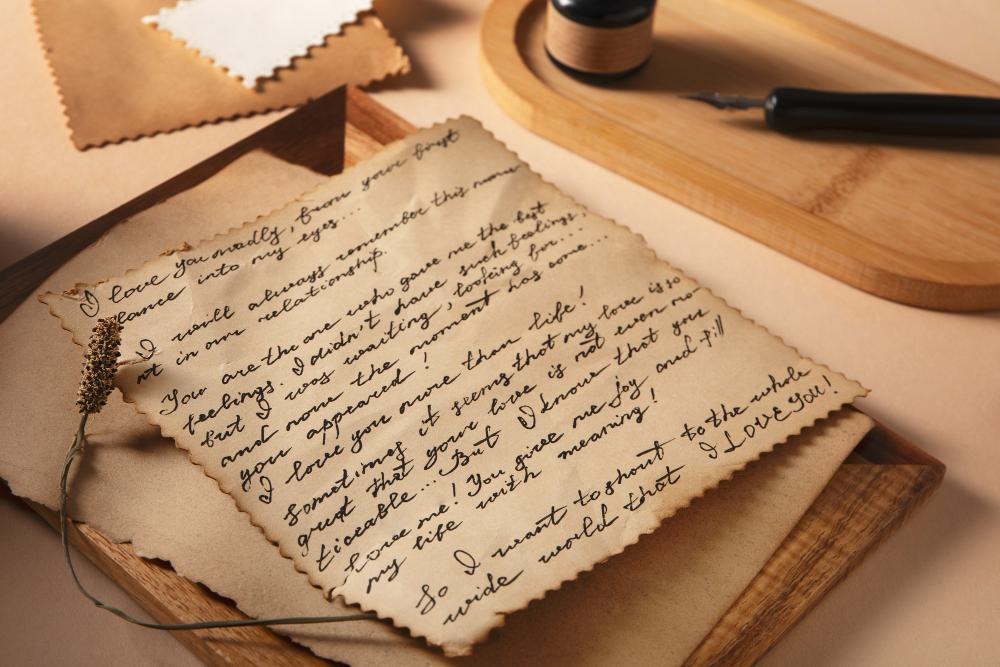 I love you madly, from your first
glance into my eyes...
I will always remember this mom
nt in our relationship.
You are the one who gave me the best
feelings. I didn't have such feelings,
but I was waiting, looking for...
and now the moment has come...
you appeared!
I love you more than life!
Sometimes it seems that my love is so
great that your love is not even no
ticeable... But I know that you
love me! You give me joy and fill
my life with meaning!
So I want to shout to the whole
wide world that I LOVE YOU!